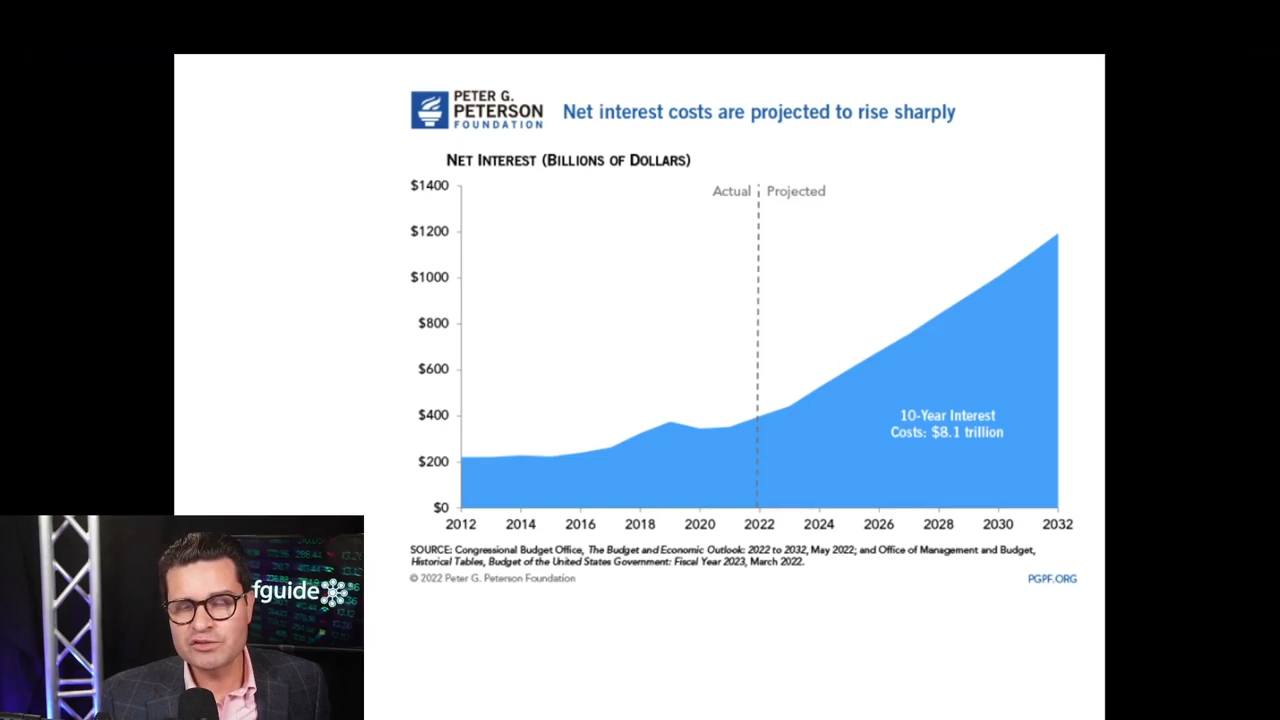 PETER G.
PETERSON
FOUNDATION
Net interest costs are projected to rise sharply
NET INTEREST (BILLIONS OF DOLLARS)
Actual
Projected
$1400
$1200
$1000
$800
$600
$400
$200
$0
10-Year Interest
Costs: $8.1 trillion
2012 2014 2016 2018 2020 2022 2024 2026 2028 2030 2032
SOURCE: Congressional Budget Office, The Budget and Economic Outlook: 2022 to 2032, May 2022; and Office of Management and Budget,
Historical Tables, Budget of the United States Government: Fiscal Year 2023, March 2022.
© 2022 Peter G. Peterson Foundation
PGPF.ORG
fguide